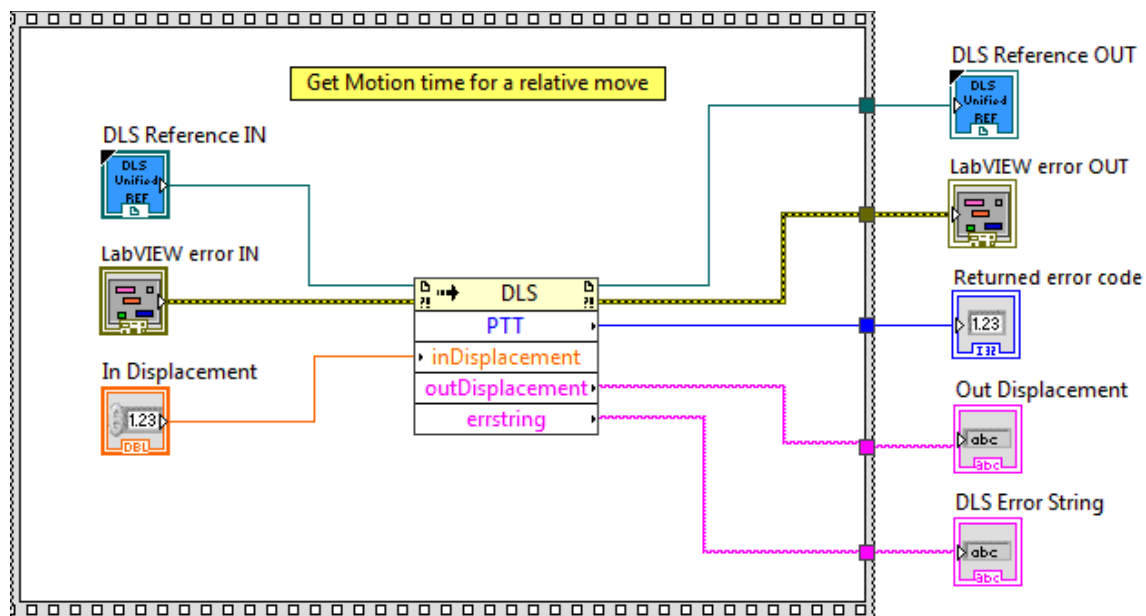 DLS Reference OUT
Get Motion time for a relative move
DLS
Unified
REF
DLS Reference IN
DLS
Unified
REF
LabVIEW error OUT
LabVIEW error IN
Returned error code
?! DLS ?!
PTT
1.23
I32
inDisplacement
In Displacement
outDisplacement
Out Displacement
1.23
DBL
errstring
abc
abc
DLS Error String
abc
abc